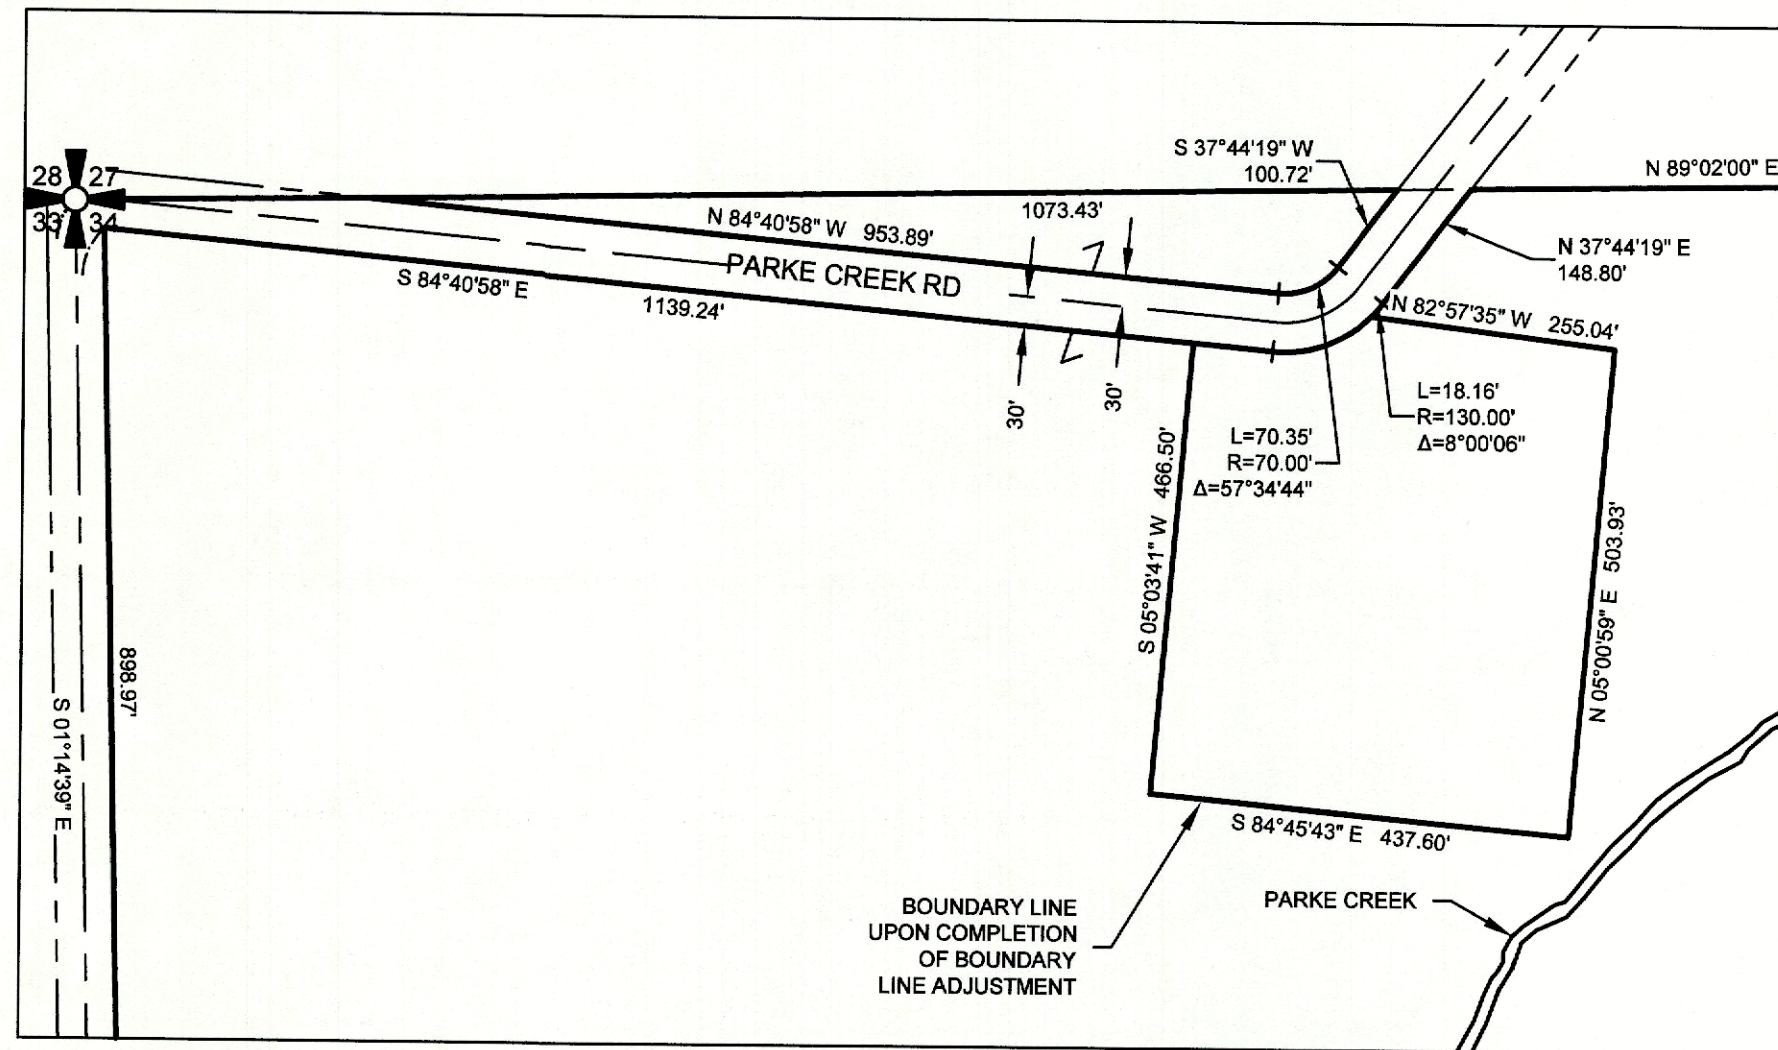 S 37°44'19" W
100.72'
N 89°02'00" E
28 27
33 34
N 84°40'58" W 953.89'
1073.43'
N 37°44'19" E
148.80'
PARKE CREEK RD
S 84°40'58" E
1139.24'
N 82°57'35" W 255.04'
30'
30'
L=18.16'
R=130.00'
Δ=8°00'06"
L=70.35'
R=70.00'
Δ=57°34'44"
S 05°03'41" W 466.50'
N 05°00'59" E 503.93'
898.97'
S 01°14'39" E
S 84°45'43" E 437.60'
BOUNDARY LINE
UPON COMPLETION
OF BOUNDARY
LINE ADJUSTMENT
PARKE CREEK